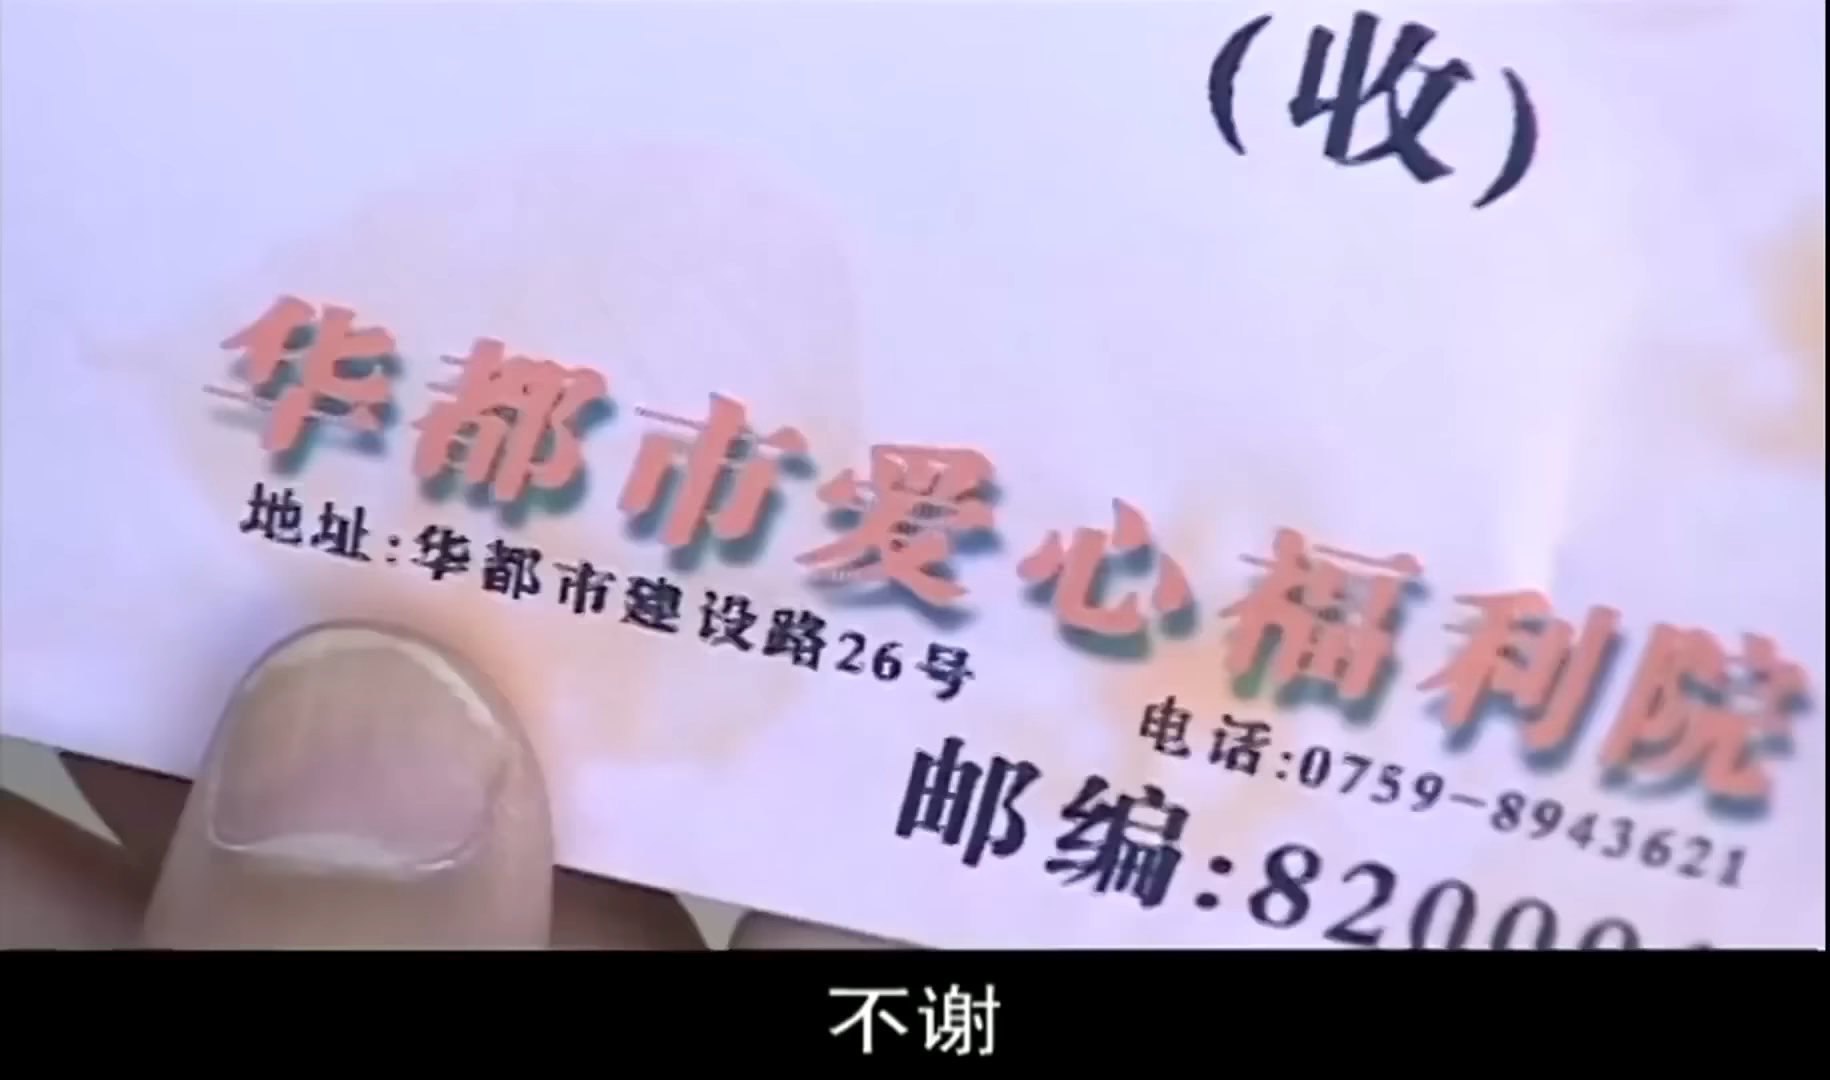 (收)
华都市爱心福利院
地址:华都市建设路26号
电话:0759-8943621
邮编:82000
不谢